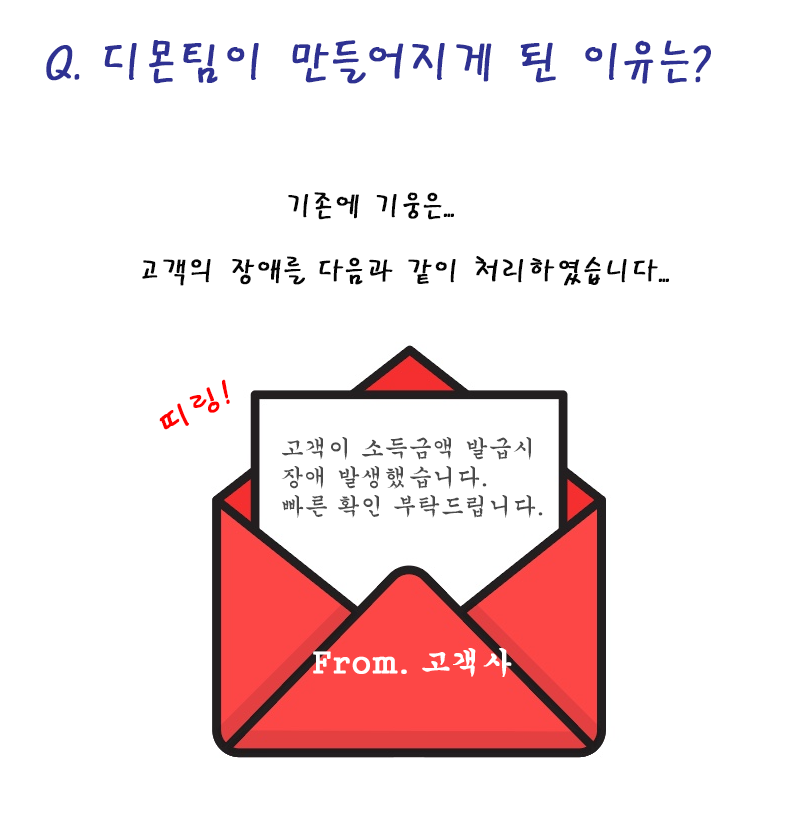 Q. 디몬팀이 만들어지게 된 이유는?
기존에 기웅은...
고객의 장애를 다음과 같이 처리하였습니다...
띠링!
고객이 소득금액 발급시
장애 발생했습니다.
빠른 확인 부탁드립니다.
From. 고객사